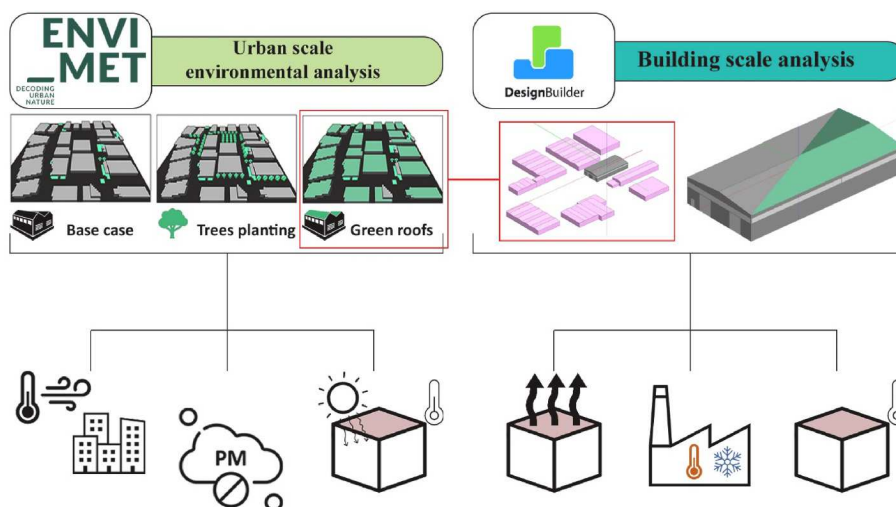 ENVI
_MET
DECODING
URBAN
NATURE
Urban scale
environmental analysis
DesignBuilder
Building scale analysis
Base case
Trees planting
Green roofs
PM